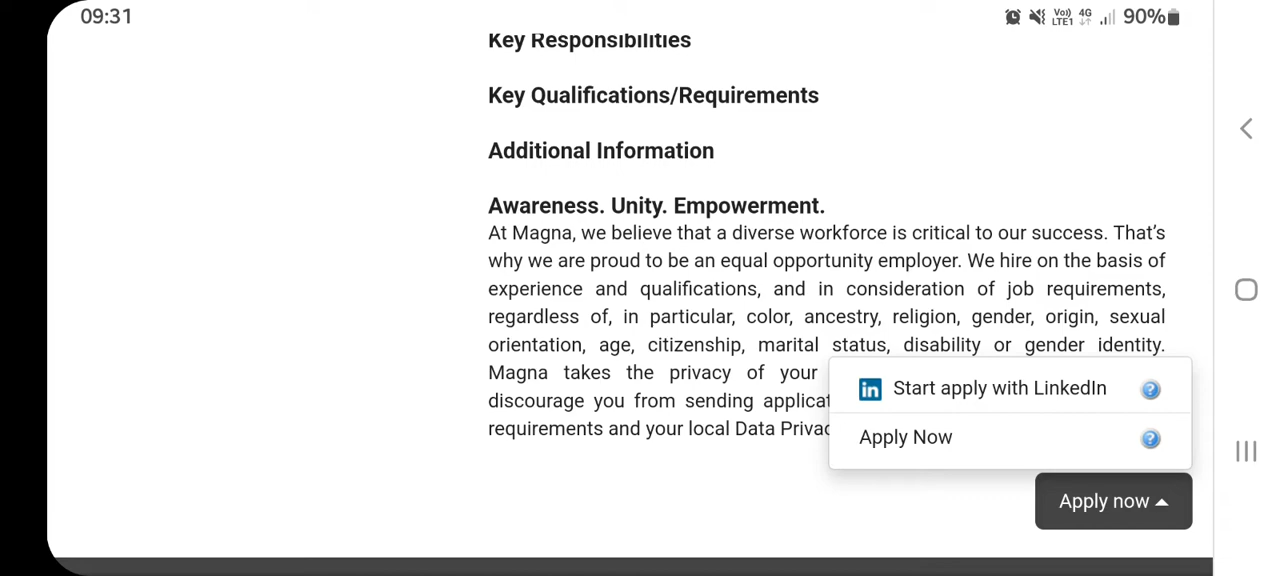 09:31
Vo)) LTE1 4G 90%
Key Responsibilities
Key Qualifications/Requirements
Additional Information
Awareness. Unity. Empowerment.
At Magna, we believe that a diverse workforce is critical to our success. That’s
why we are proud to be an equal opportunity employer. We hire on the basis of
experience and qualifications, and in consideration of job requirements,
regardless of, in particular, color, ancestry, religion, gender, origin, sexual
orientation, age, citizenship, marital status, disability or gender identity.
Magna takes the privacy of your
discourage you from sending applicat
requirements and your local Data Privac
in Start apply with LinkedIn ?
Apply Now ?
Apply now